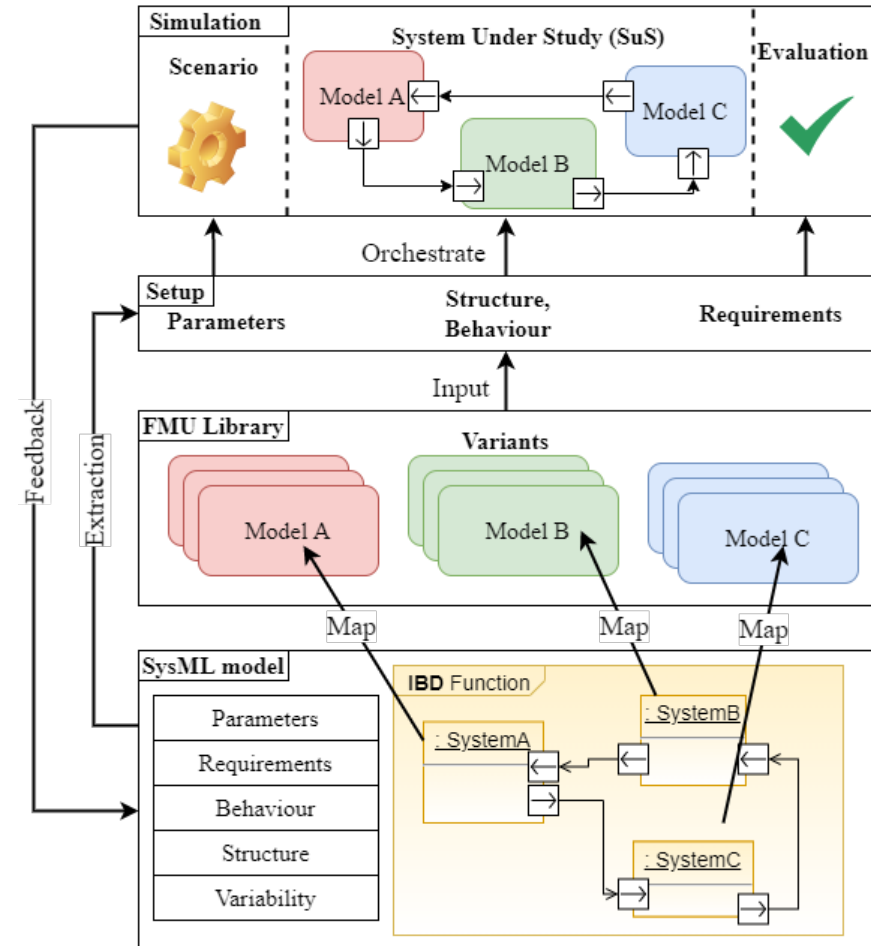 Simulation
System Under Study (SuS)
Scenario
Evaluation
Model A
Model B
Model C
Orchestrate
Setup
Parameters
Structure,
Behaviour
Requirements
Input
Feedback
Extraction
FMU Library
Variants
Model A
Model B
Model C
Map
Map
Map
SysML model
Parameters
Requirements
Behaviour
Structure
Variability
IBD Function
: SystemA
: SystemB
: SystemC